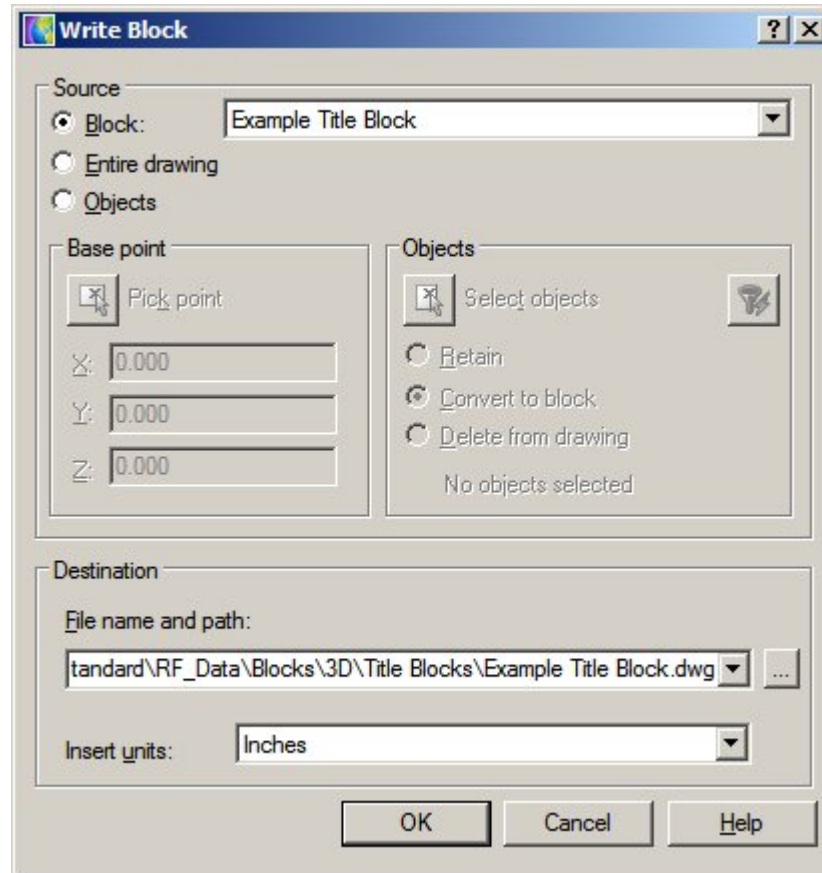 Write Block
Source
Block: Example Title Block
Entire drawing
Objects
Base point
Pick point
X: 0.000
Y: 0.000
Z: 0.000
Objects
Select objects
Retain
Convert to block
Delete from drawing
No objects selected
Destination
File name and path:
tandard\RF_Data\Blocks\3D\Title Blocks\Example Title Block.dwg ...
Insert units: Inches
OK Cancel Help